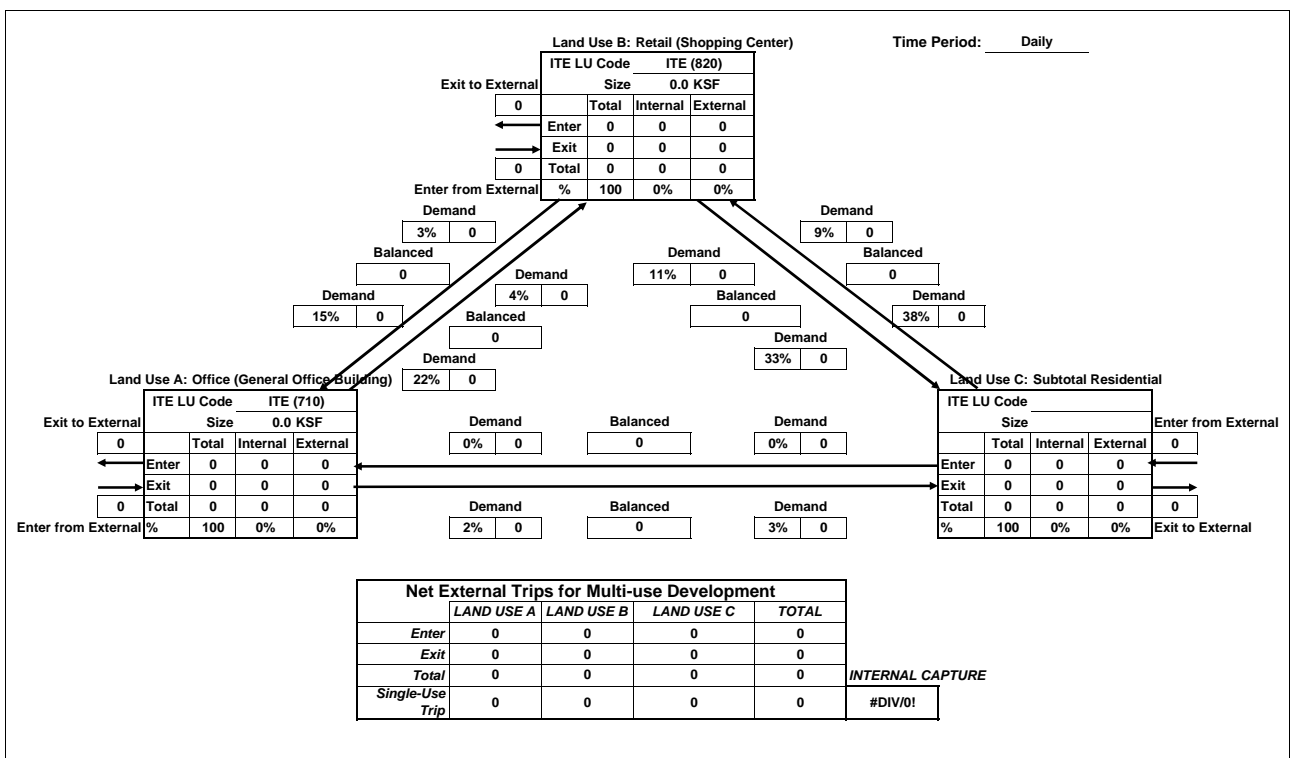 Land Use B: Retail (Shopping Center)
Time Period: Daily
ITE LU Code ITE (820)
Exit to External Size 0.0 KSF
0 Total Internal External
Enter 0 0 0
Exit 0 0 0
0 Total 0 0 0
Enter from External % 100 0% 0%
Demand
3% 0
Balanced
0
Demand
15% 0
Demand
4% 0
Balanced
0
Demand
22% 0
Demand
11% 0
Balanced
0
Demand
33% 0
Demand
9% 0
Balanced
0
Demand
38% 0
Land Use A: Office (General Office Building)
ITE LU Code ITE (710)
Exit to External Size 0.0 KSF
0 Total Internal External
Enter 0 0 0
Exit 0 0 0
0 Total 0 0 0
Enter from External % 100 0% 0%
Demand Balanced Demand
0% 0 0 0% 0
Demand Balanced Demand
2% 0 0 3% 0
Land Use C: Subtotal Residential
ITE LU Code
Size Enter from External
Total Internal External 0
Enter 0 0 0
Exit 0 0 0
Total 0 0 0 0
% 100 0% 0% Exit to External
Net External Trips for Multi-use Development
LAND USE A LAND USE B LAND USE C TOTAL
Enter 0 0 0 0
Exit 0 0 0 0
Total 0 0 0 0 INTERNAL CAPTURE
Single-Use
Trip 0 0 0 0 #DIV/0!